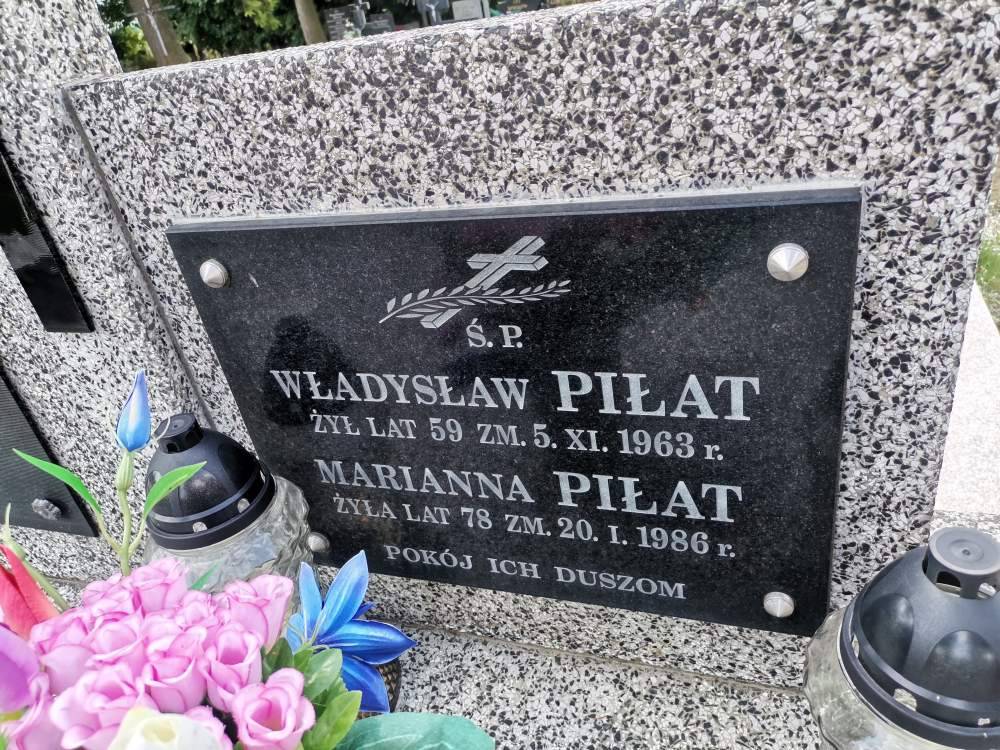 Ś. P.
WŁADYSŁAW PIŁAT
ŻYŁ LAT 59 ZM. 5. XI. 1963 r.
MARIANNA PIŁAT
ŻYŁA LAT 78 ZM. 20. I. 1986 r.
POKÓJ ICH DUSZOM